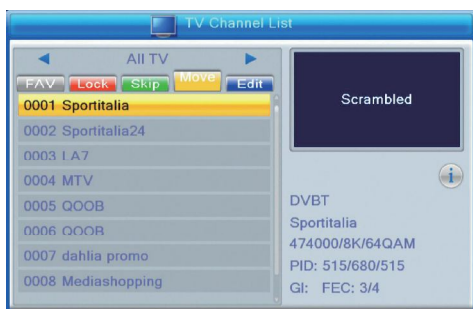 TV Channel List
All TV
FAV Lock Skip Move Edit
0001 Sportitalia
0002 Sportitalia24
0003 LA7
0004 MTV
0005 QOOB
0006 QOOB
0007 dahlia promo
0008 Mediashopping
Scrambled
i
DVBT
Sportitalia
474000/8K/64QAM
PID: 515/680/515
GI: FEC: 3/4